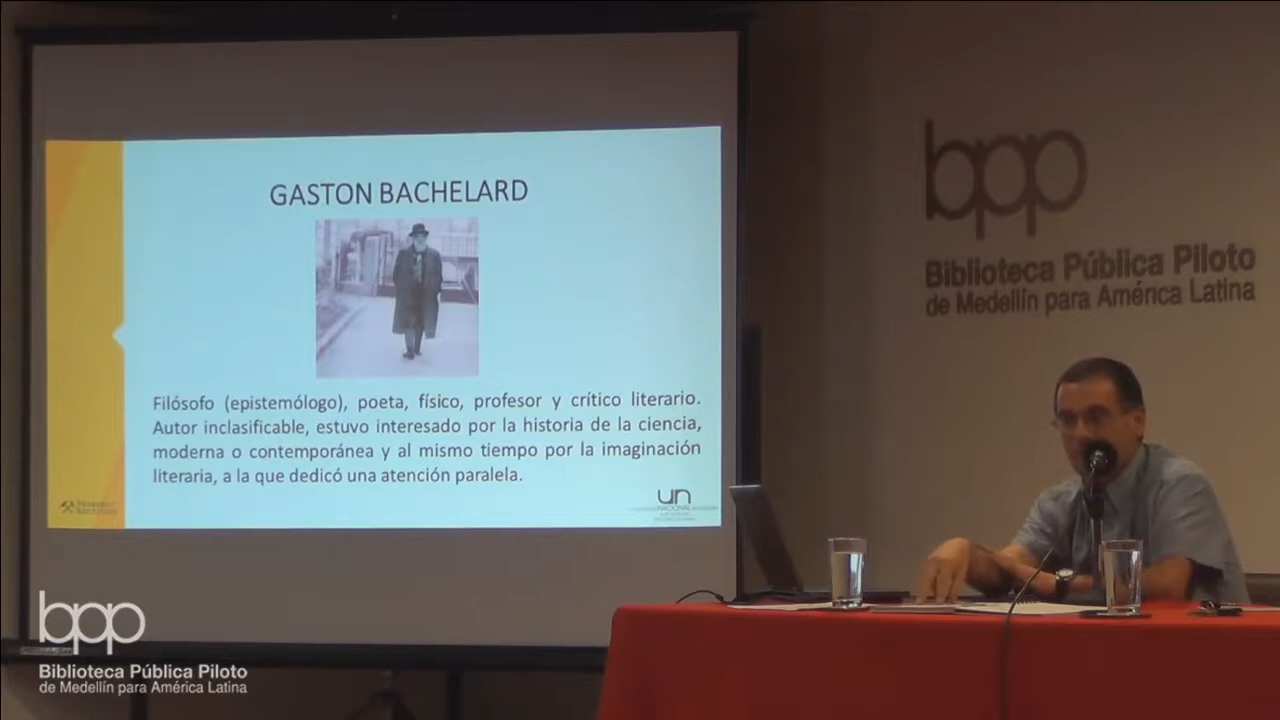 GASTON BACHELARD
Filósofo (epistemólogo), poeta, físico, profesor y crítico literario.
Autor inclasificable, estuvo interesado por la historia de la ciencia,
moderna o contemporánea y al mismo tiempo por la imaginación
literaria, a la que dedicó una atención paralela.
un
NACIONAL
bpp
Biblioteca Pública Piloto
de Medellín para América Latina
bpp
Biblioteca Pública Piloto
de Medellín para América Latina